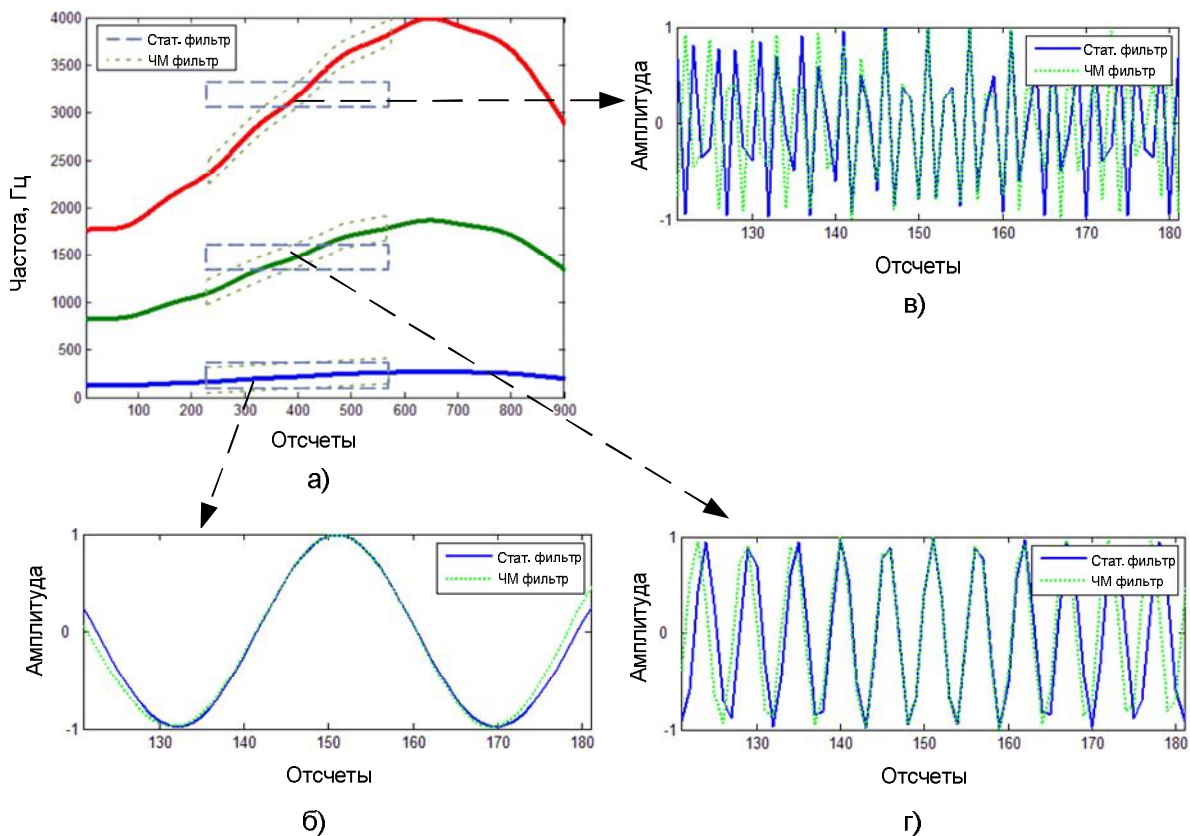 4000
3500
3000
2500
2000
1500
1000
500
0
Частота, Гц
Стат. фильтр
ЧМ фильтр
100 200 300 400 500 600 700 800 900
Отсчеты
а)
1
0
-1
Амплитуда
Стат. фильтр
ЧМ фильтр
130 140 150 160 170 180
Отсчеты
в)
1
0
-1
Амплитуда
Стат. фильтр
ЧМ фильтр
130 140 150 160 170 180
Отсчеты
б)
1
0
-1
Амплитуда
Стат. фильтр
ЧМ фильтр
130 140 150 160 170 180
Отсчеты
г)